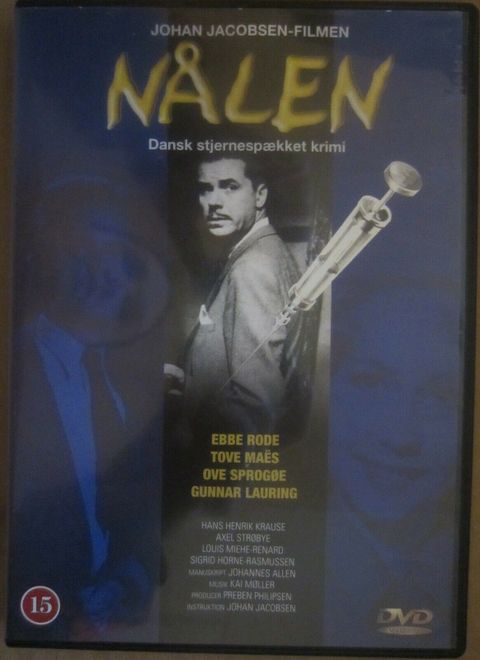 JOHAN JACOBSEN-FILMEN
NÅLEN
Dansk stjernespækket krimi
EBBE RODE
TOVE MAËS
OVE SPROGØE
GUNNAR LAURING
HANS HENRIK KRAUSE
AXEL STRØBYE
LOUIS MIEHE-RENARD
SIGRID HORNE-RASMUSSEN
MANUSKRIPT JOHANNES ALLEN
MUSIK KAI MØLLER
PRODUCER PREBEN PHILIPSEN
INSTRUKTION JOHAN JACOBSEN
15
DVD